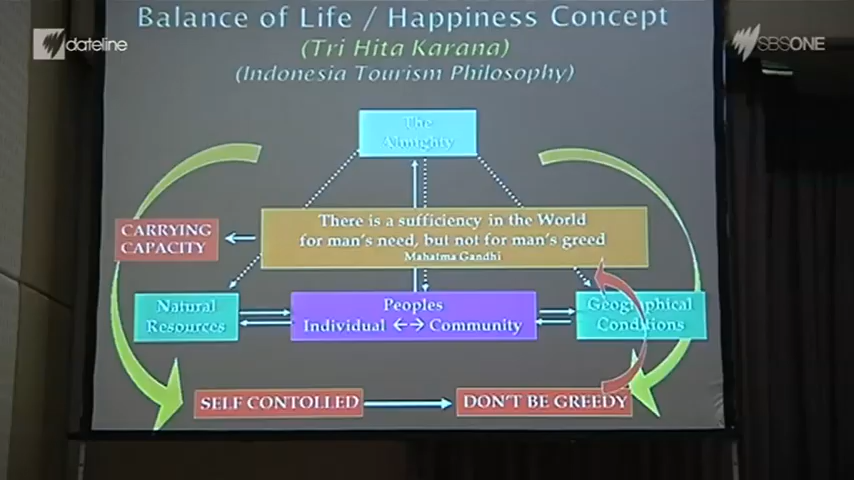 dateline
SBSONE
Balance of Life / Happiness Concept
(Tri Hita Karana)
(Indonesia Tourism Philosophy)
The
Almighty
There is a sufficiency in the World
for man's need, but not for man's greed
Mahatma Gandhi
CARRYING
CAPACITY
Natural
Resources
Peoples
Individual ←→ Community
Geographical
Conditions
SELF CONTOLLED
DON'T BE GREEDY